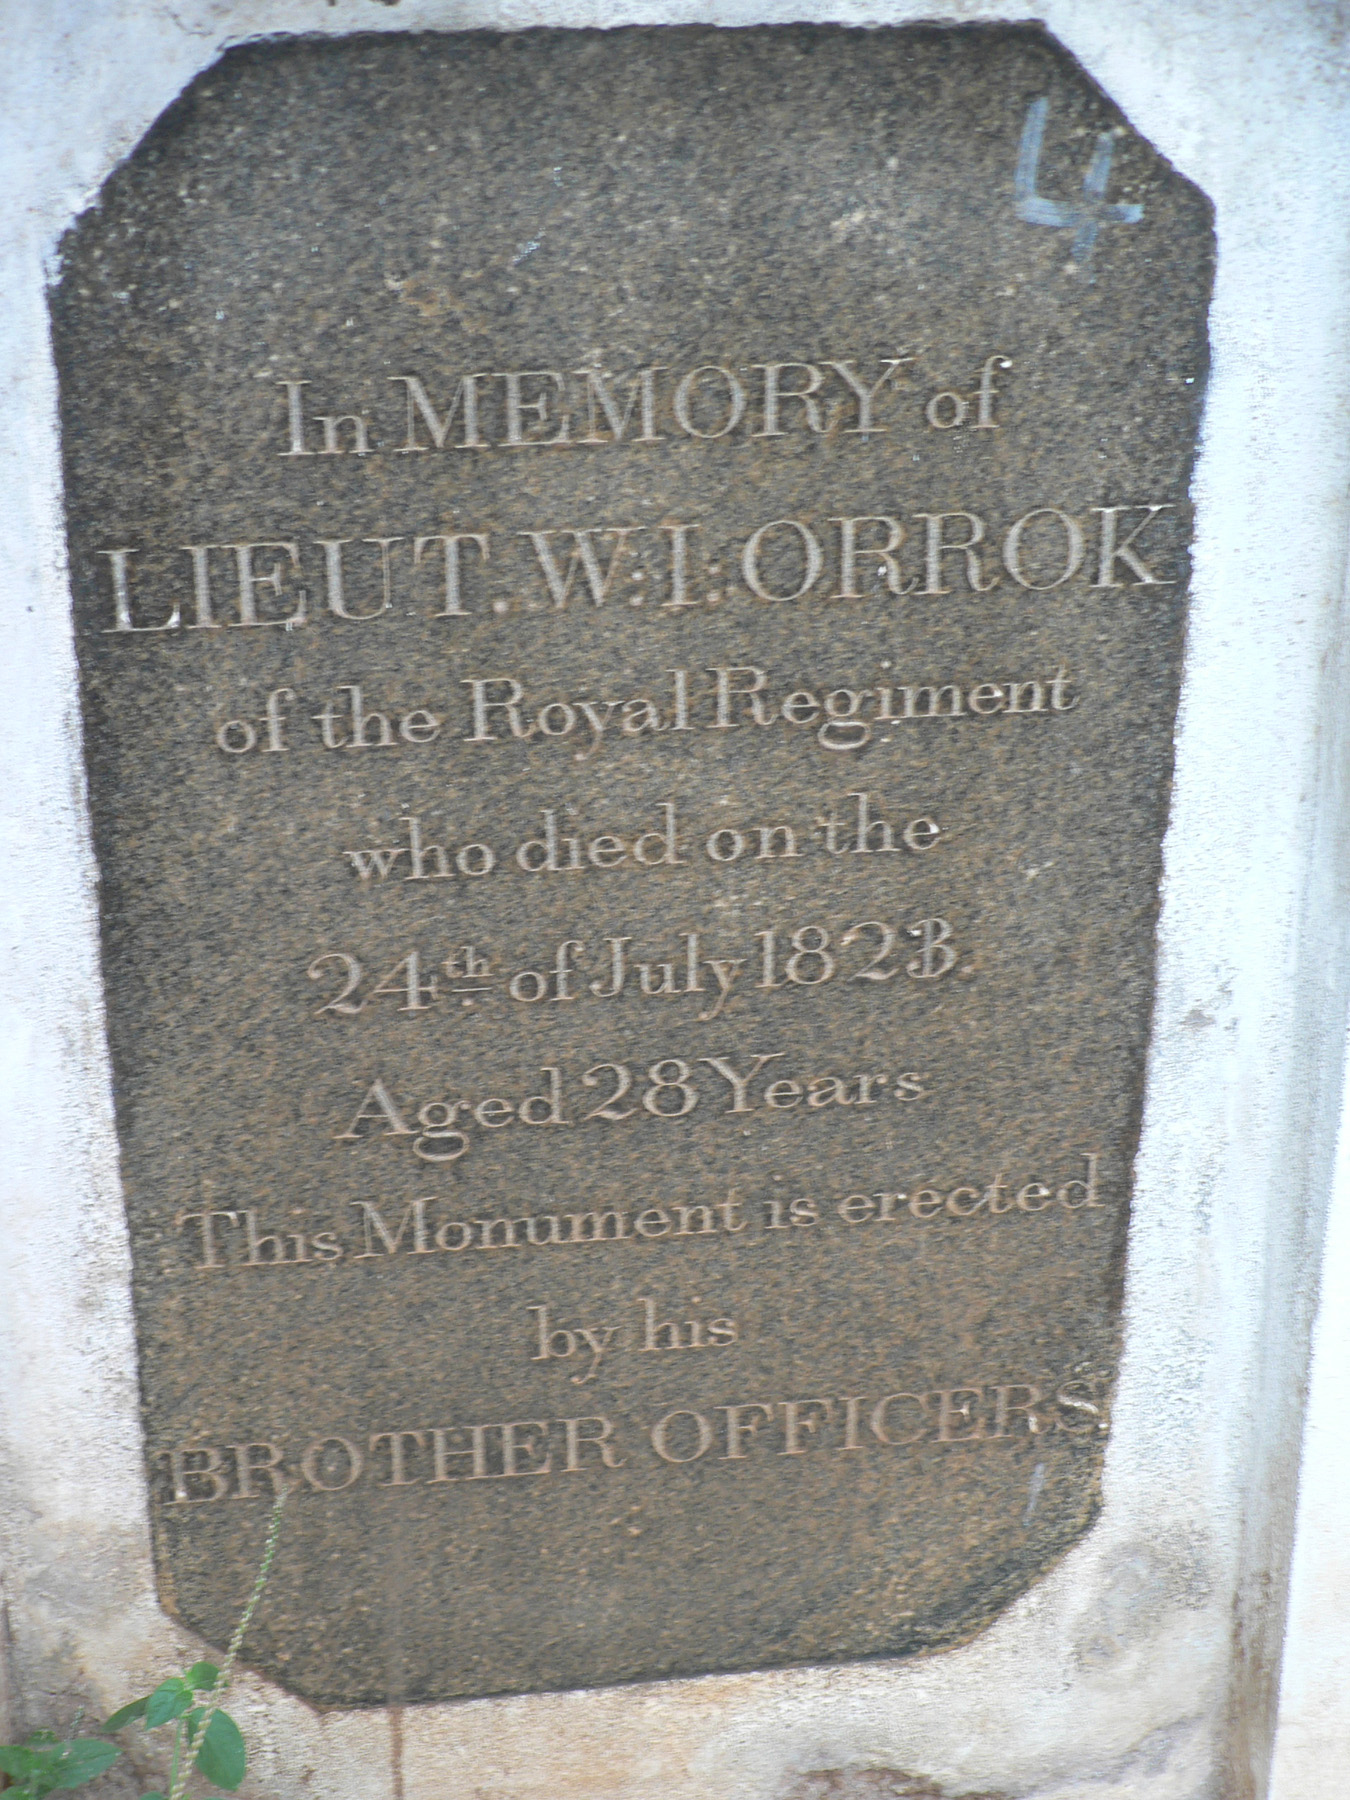 4
In MEMORY of
LIEUT. W. I. ORROK
of the Royal Regiment
who died on the
24th of July 1823.
Aged 28 Years
This Monument is erected
by his
BROTHER OFFICERS